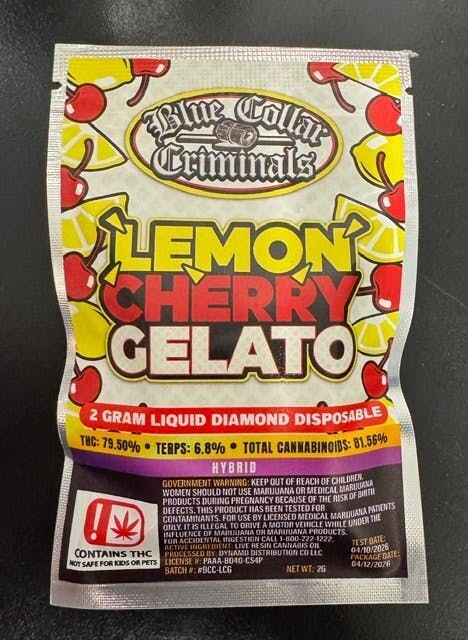 Blue Collar
Criminals
LEMON
CHERRY
GELATO
2 GRAM LIQUID DIAMOND DISPOSABLE
THC: 79.50% • TERPS: 6.8% • TOTAL CANNABINOIDS: 81.56%
HYBRID
GOVERNMENT WARNING: KEEP OUT OF REACH OF CHILDREN.
WOMEN SHOULD NOT USE MARIJUANA OR MEDICAL MARIJUANA
PRODUCTS DURING PREGNANCY BECAUSE OF THE RISK OF BIRTH
DEFECTS. THIS PRODUCT HAS BEEN TESTED FOR
CONTAMINANTS. FOR USE BY LICENSED MEDICAL MARIJUANA PATIENTS
ONLY. IT IS ILLEGAL TO DRIVE A MOTOR VEHICLE WHILE UNDER THE
INFLUENCE OF MARIJUANA OR MARIJUANA PRODUCTS.
FOR ACCIDENTAL INGESTION CALL 1-800-222-1222.
ACTIVE INGREDIENT: LIVE RESIN CANNABIS OIL
PROCESSED BY: DYNAMO DISTRIBUTION CO LLC
LICENSE #: PAAA-8O4O-C54P
BATCH #: #BCC-LCG
NET WT: 2G
TEST DATE:
04/10/2026
PACKAGE DATE:
04/12/2026
!
CONTAINS THC
NOT SAFE FOR KIDS OR PETS